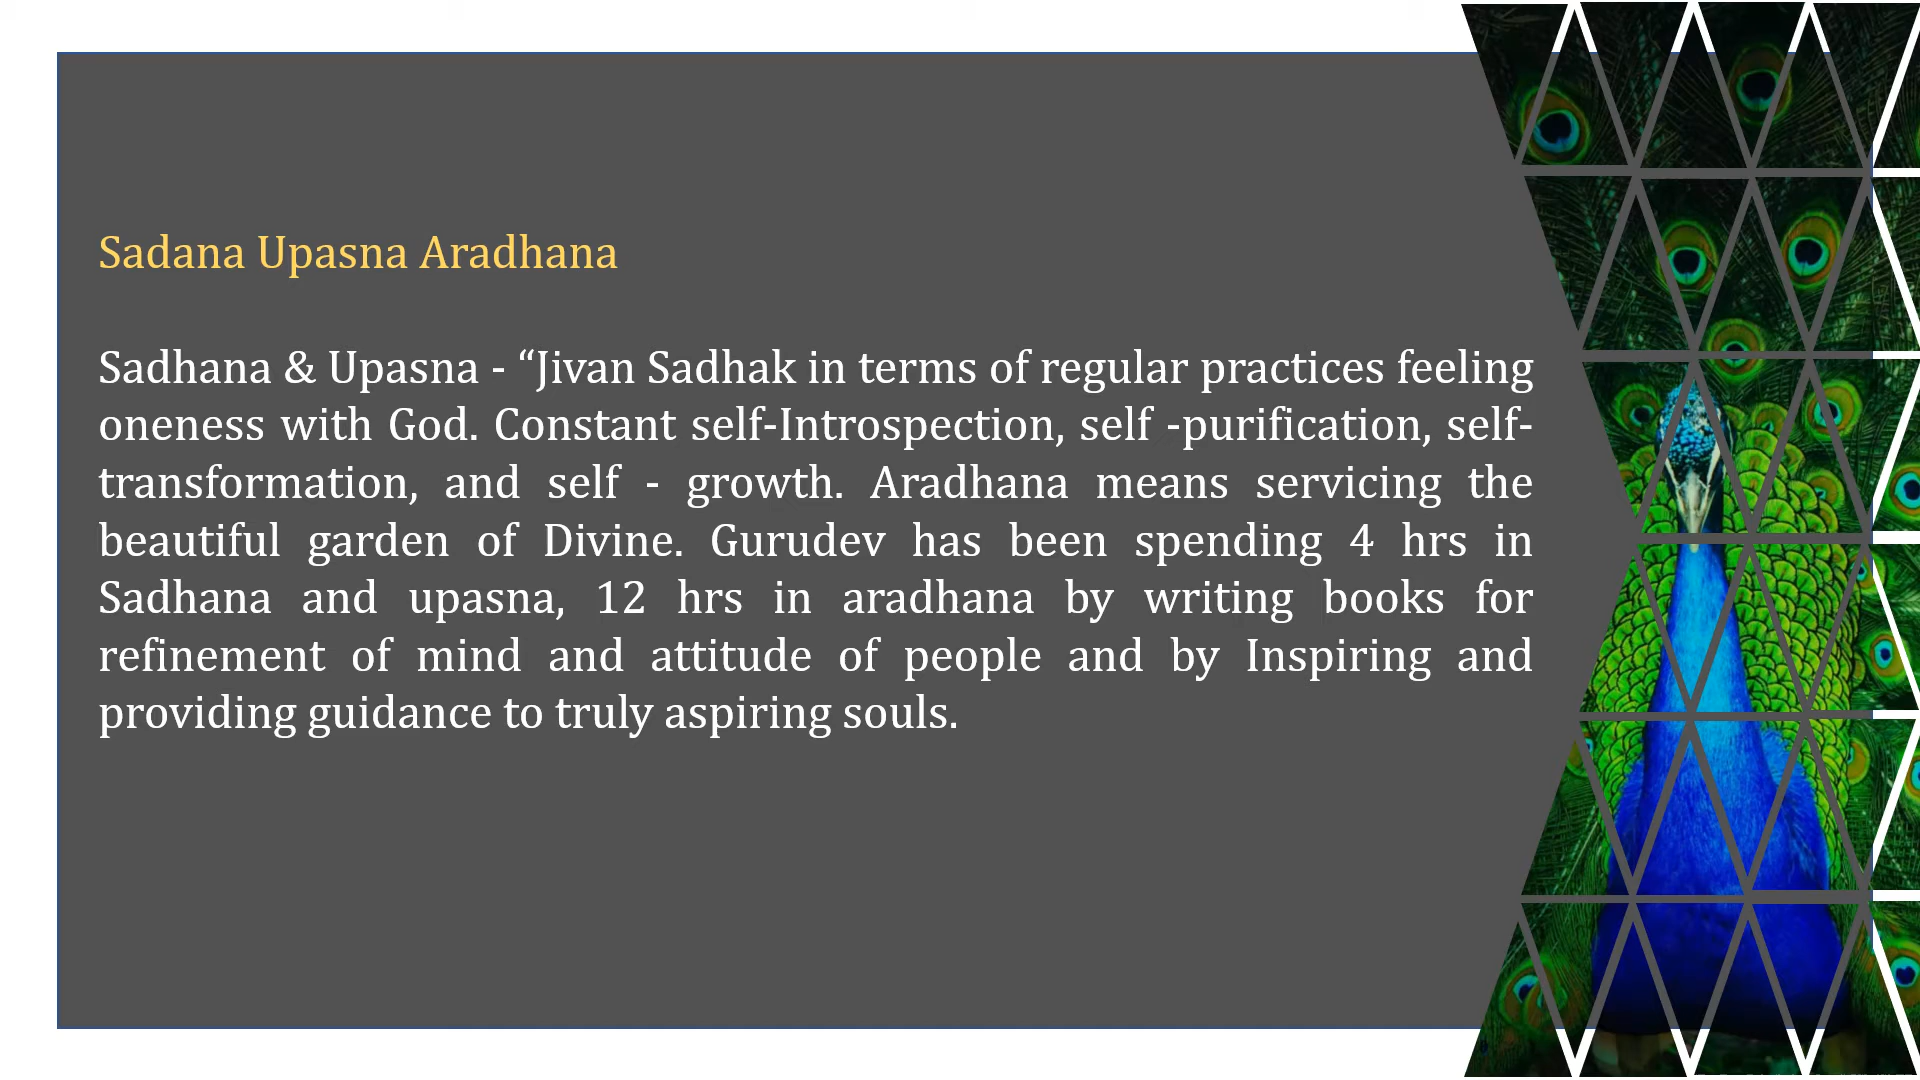 Sadana Upasna Aradhana
Sadhana & Upasna - “Jivan Sadhak in terms of regular practices feeling
oneness with God. Constant self-Introspection, self -purification, self-
transformation, and self - growth. Aradhana means servicing the
beautiful garden of Divine. Gurudev has been spending 4 hrs in
Sadhana and upasna, 12 hrs in aradhana by writing books for
refinement of mind and attitude of people and by Inspiring and
providing guidance to truly aspiring souls.